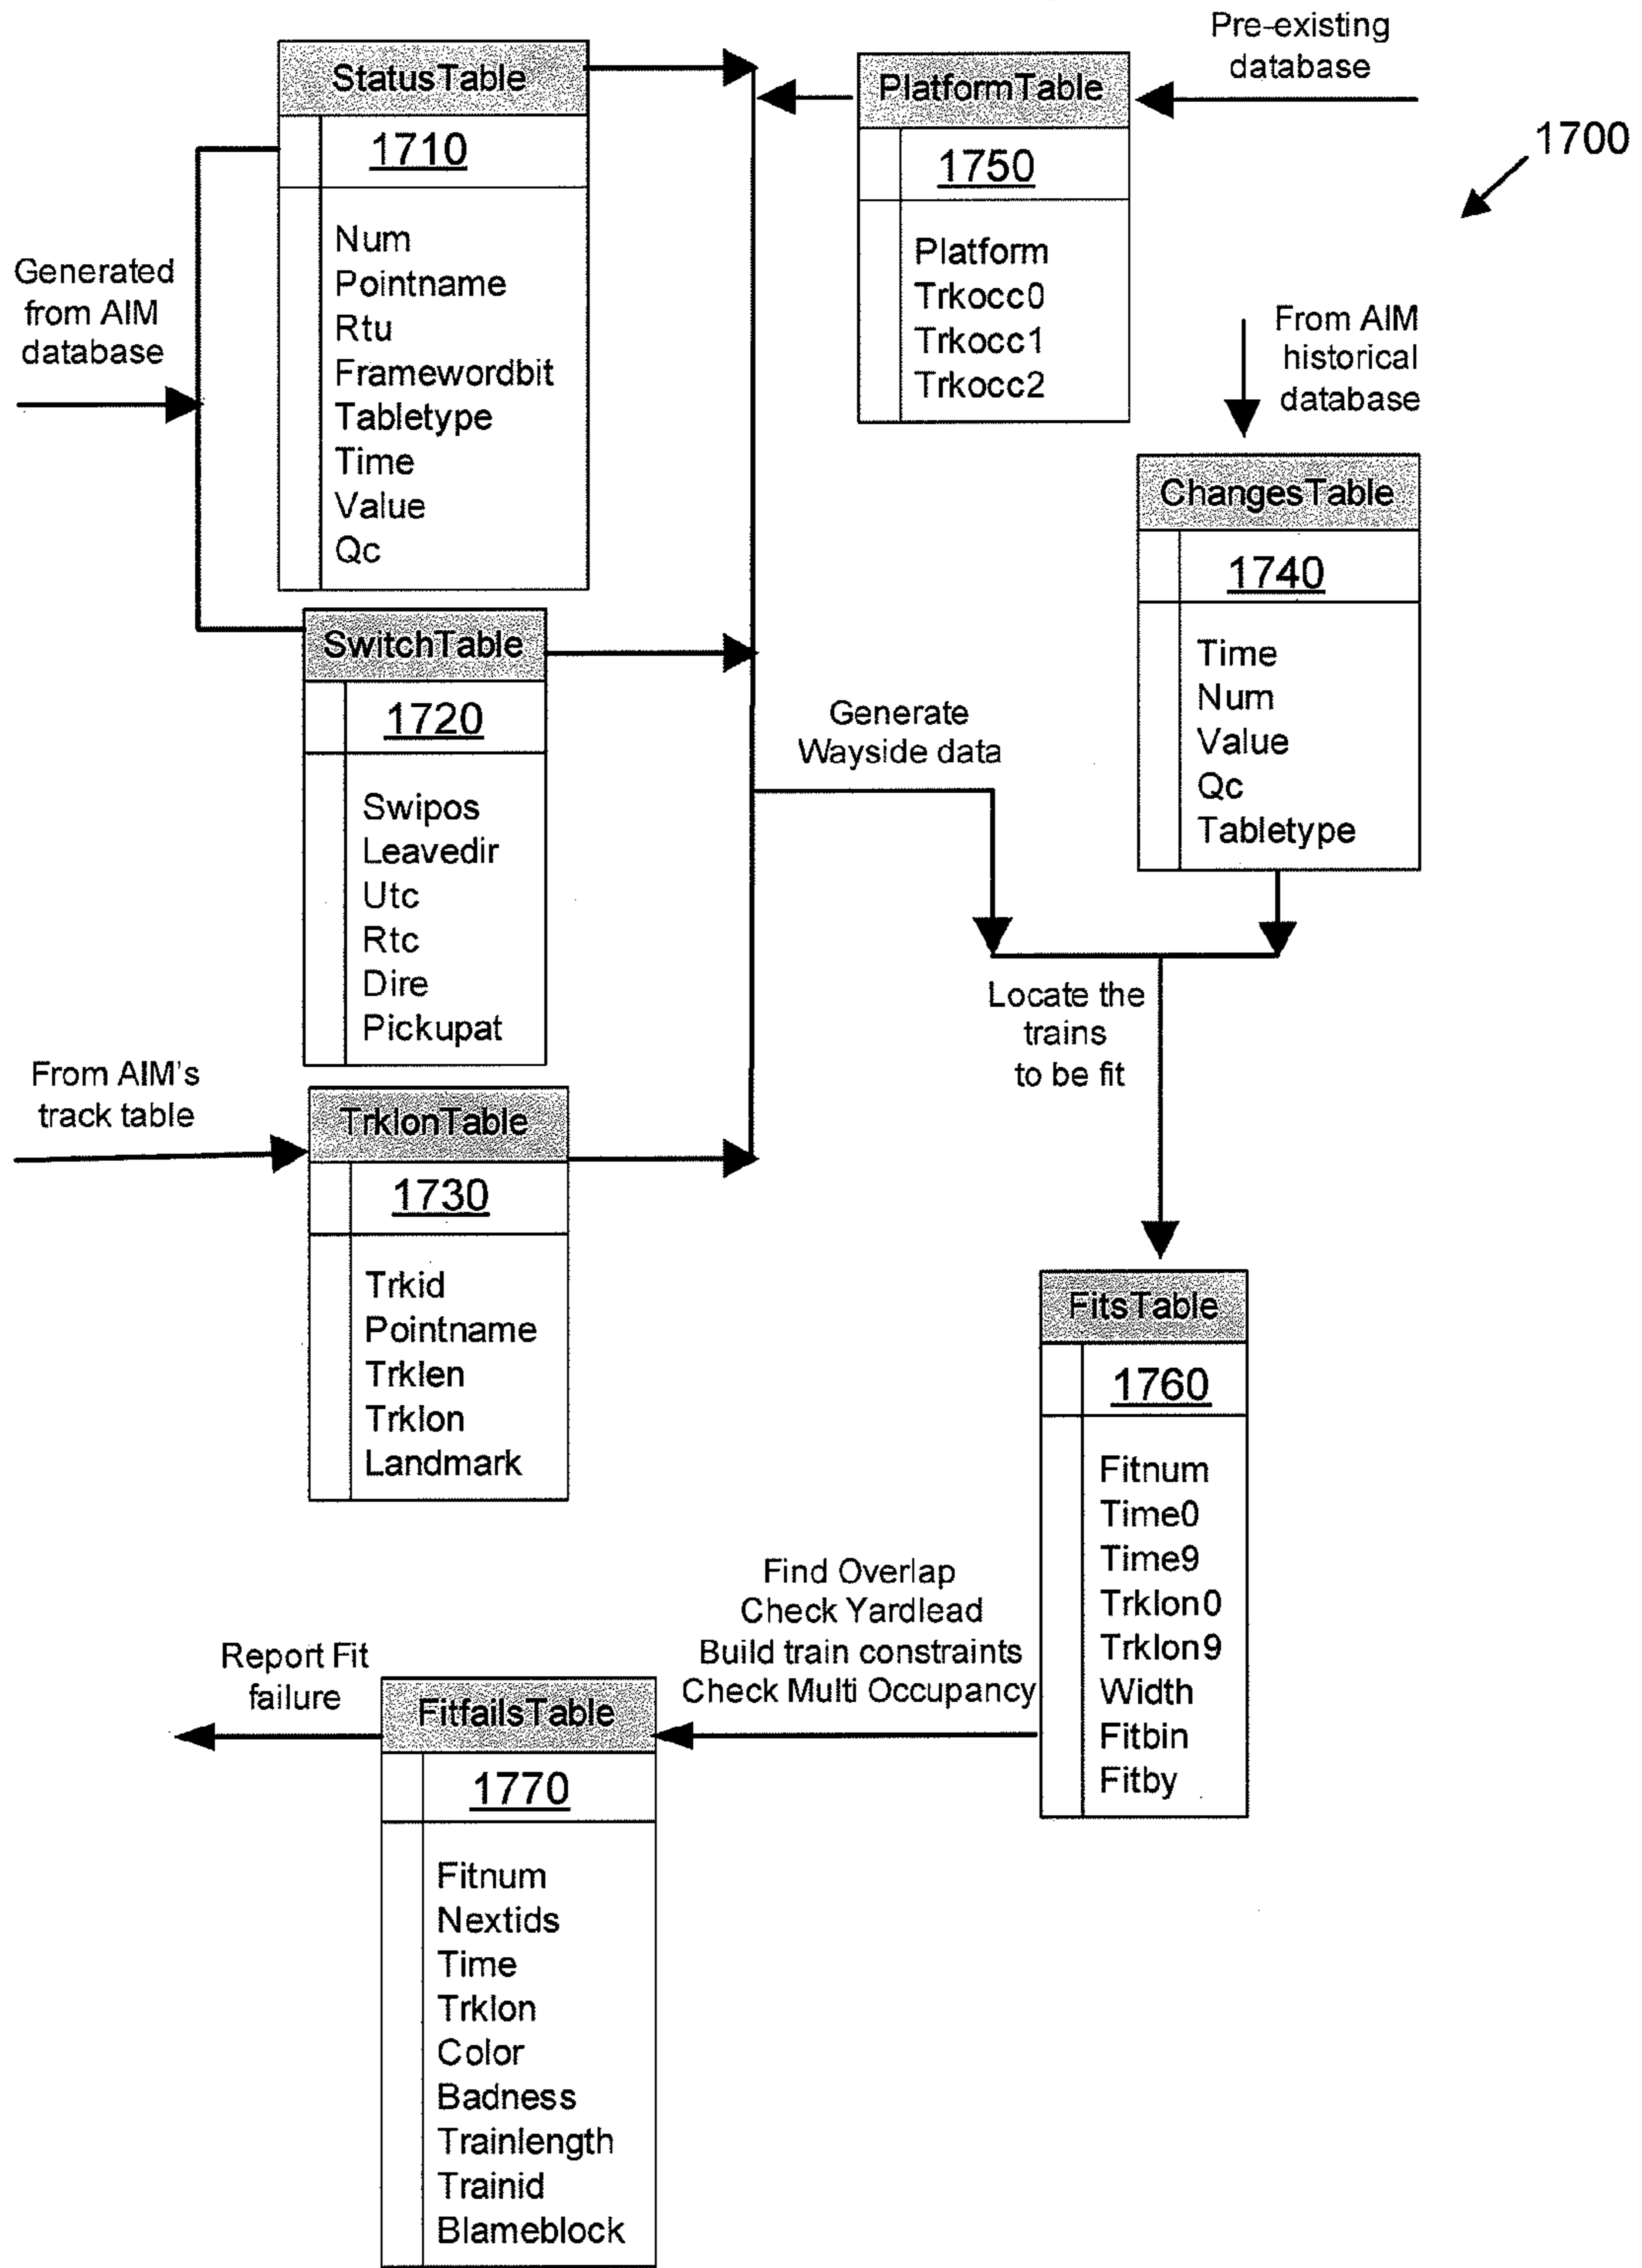 Pre-existing
database
1700
StatusTable
1710
Num
Pointname
Rtu
Framewordbit
Tabletype
Time
Value
Qc
PlatformTable
1750
Platform
Trkocc0
Trkocc1
Trkocc2
Generated
from AIM
database
From AIM
historical
database
ChangesTable
1740
Time
Num
Value
Qc
Tabletype
SwitchTable
1720
Swipos
Leavedir
Utc
Rtc
Dire
Pickupat
Generate
Wayside data
Locate the
trains
to be fit
From AIM's
track table
TrklonTable
1730
Trkid
Pointname
Trklen
Trklon
Landmark
FitsTable
1760
Fitnum
Time0
Time9
Trklon0
Trklon9
Width
Fitbin
Fitby
Find Overlap
Check Yardlead
Build train constraints
Check Multi Occupancy
Report Fit
failure
FitfailsTable
1770
Fitnum
Nextids
Time
Trklon
Color
Badness
Trainlength
Trainid
Blameblock